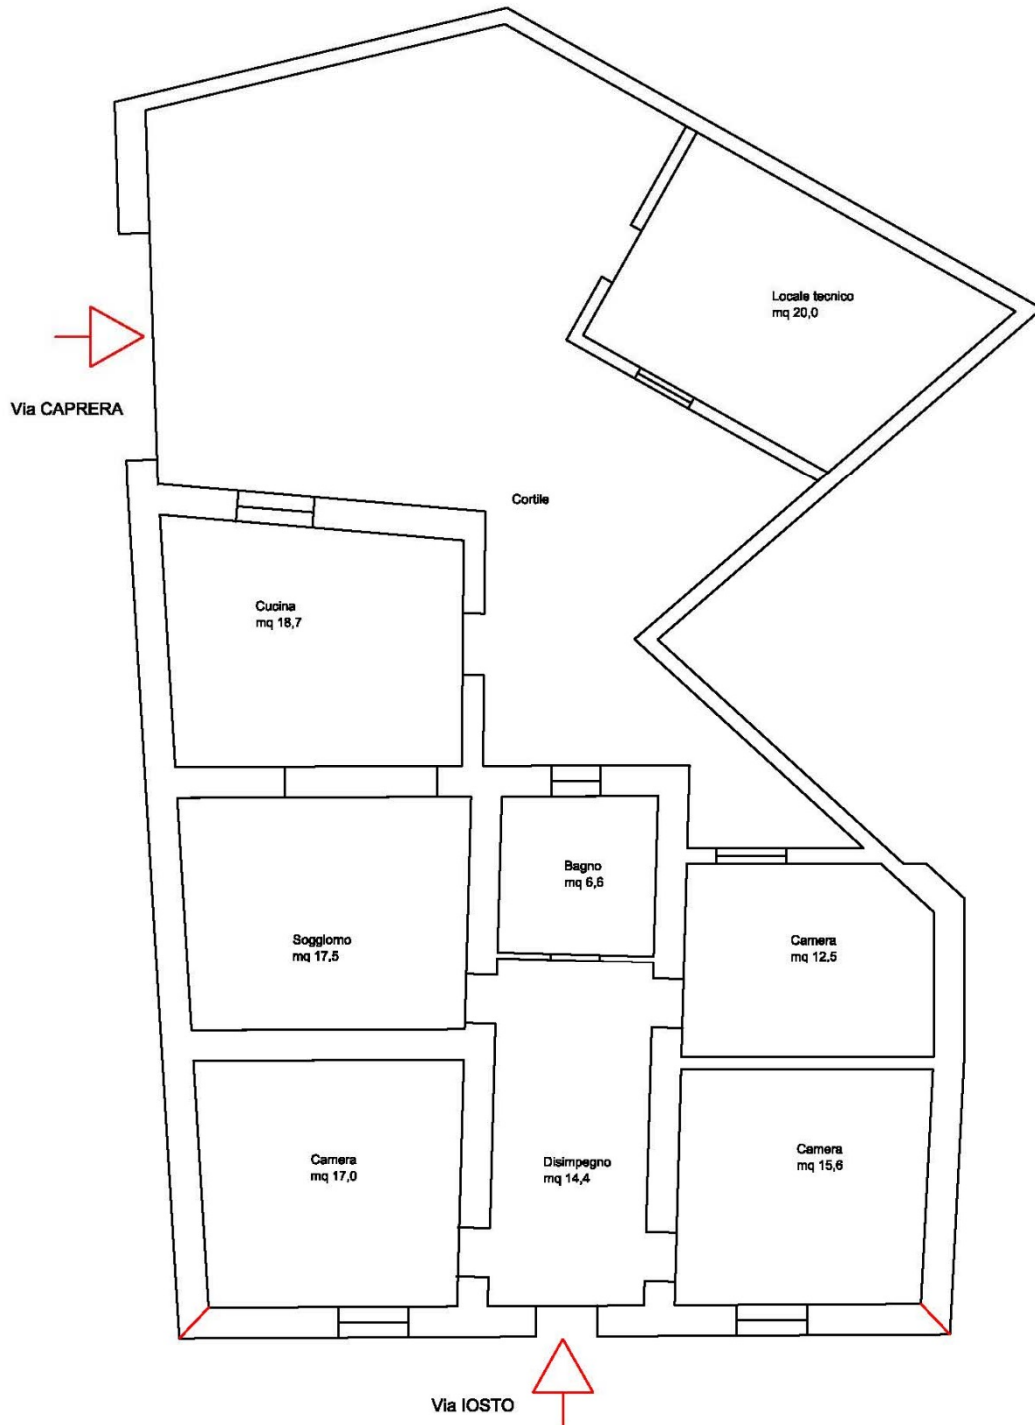 Locale tecnico
mq 20,0
Via CAPRERA
Cortile
Cucina
mq 18,7
Bagno
mq 6,6
Soggiorno
mq 17,5
Camera
mq 12,5
Camera
mq 17,0
Disimpegno
mq 14,4
Camera
mq 15,6
Via IOSTO